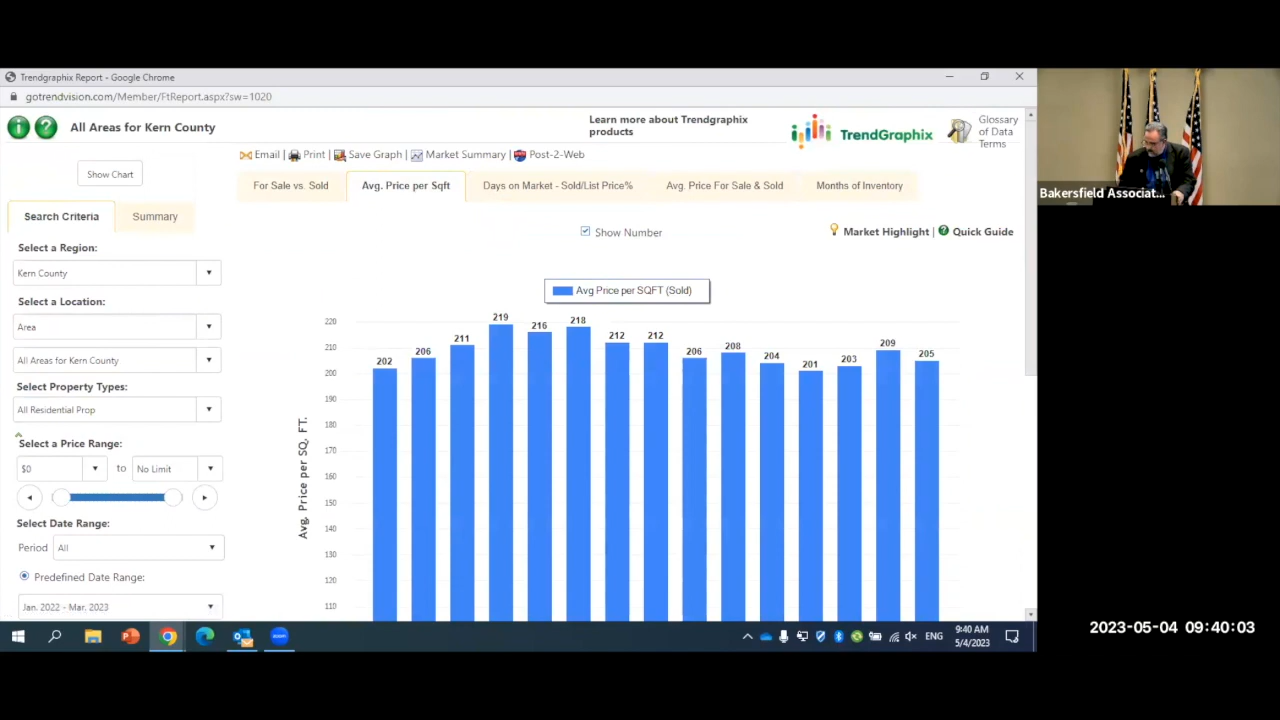 Trendgraphix Report - Google Chrome
gotrendvision.com/Member/FtReport.aspx?sw=1020
All Areas for Kern County
Learn more about Trendgraphix
products
TrendGraphix
Glossary
of Data
Terms
Email | Print | Save Graph | Market Summary | Post-2-Web
Show Chart
For Sale vs. Sold
Avg. Price per Sqft
Days on Market - Sold/List Price%
Avg. Price For Sale & Sold
Months of Inventory
Search Criteria
Summary
Show Number
Market Highlight | Quick Guide
Select a Region:
Kern County
Select a Location:
Area
All Areas for Kern County
Select Property Types:
All Residential Prop
Select a Price Range:
$0
to
No Limit
Select Date Range:
Period
All
Predefined Date Range:
Jan. 2022 - Mar. 2023
Avg Price per SQFT (Sold)
Avg. Price per SQ. FT.
220
210
200
190
180
170
160
150
140
130
120
110
202
206
211
219
216
218
212
212
206
208
204
201
203
209
205
Bakersfield Associat...
ENG
9:40 AM
5/4/2023
zoom
2023-05-04 09:40:03